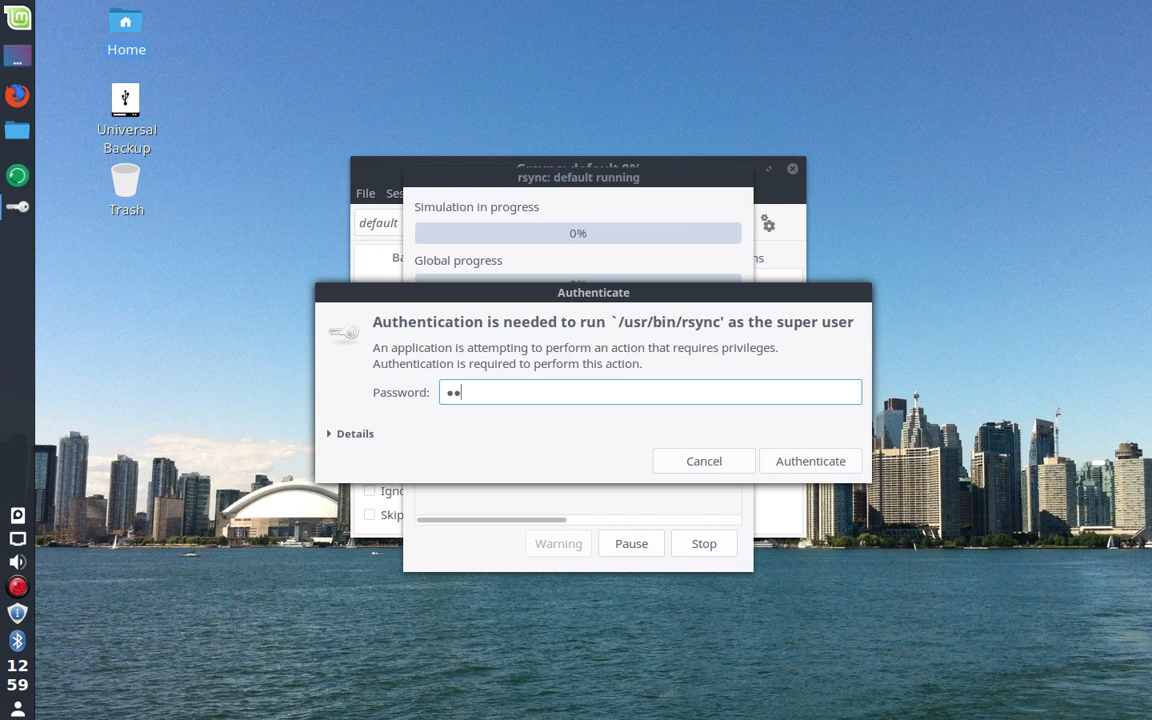 Home
Universal
Backup
Trash
12
59
rsync: default running
File
default
Simulation in progress
0%
Global progress
Authenticate
Authentication is needed to run `/usr/bin/rsync' as the super user
An application is attempting to perform an action that requires privileges.
Authentication is required to perform this action.
Password: ●●
Details
Cancel Authenticate
Skip
Warning Pause Stop